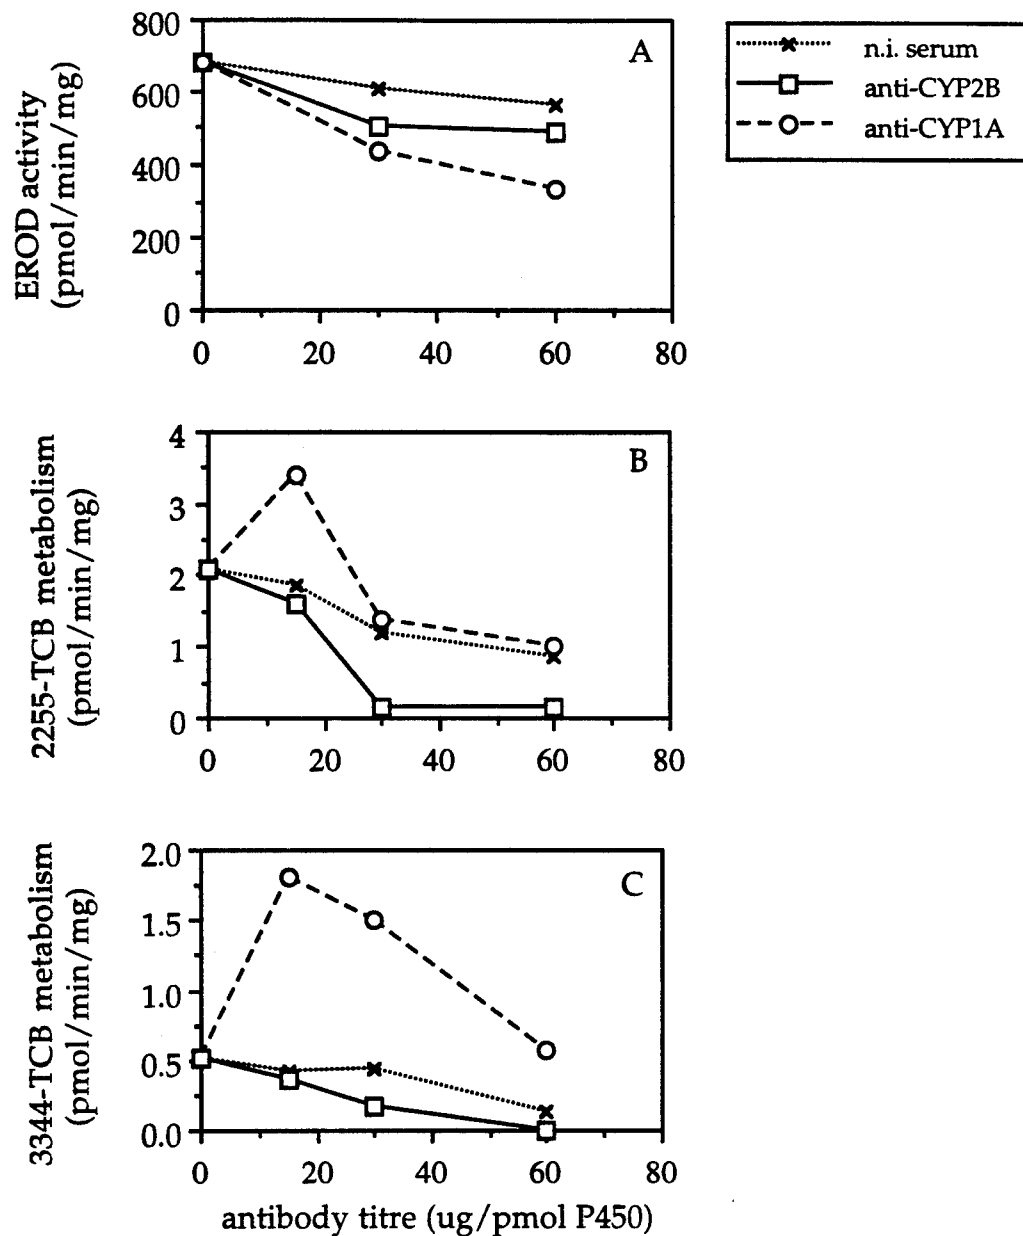 A
n.i. serum
anti-CYP2B
anti-CYP1A
EROD activity
(pmol/min/mg)
800
600
400
200
0
0 20 40 60 80
B
2255-TCB metabolism
(pmol/min/mg)
4
3
2
1
0
0 20 40 60 80
C
3344-TCB metabolism
(pmol/min/mg)
2.0
1.5
1.0
0.5
0.0
0 20 40 60 80
antibody titre (ug/pmol P450)